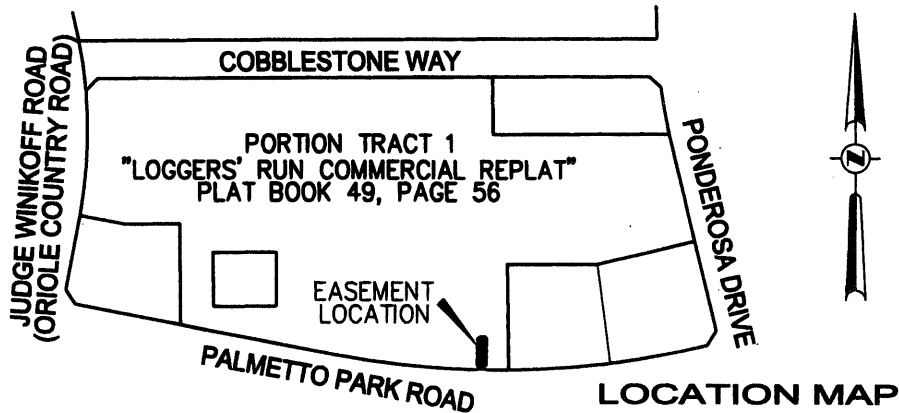 COBBLESTONE WAY
JUDGE WINIKOFF ROAD
(ORIOLE COUNTRY ROAD)
PORTION TRACT 1
"LOGGERS' RUN COMMERCIAL REPLAT"
PLAT BOOK 49, PAGE 56
PONDEROSA DRIVE
N
EASEMENT
LOCATION
PALMETTO PARK ROAD
LOCATION MAP